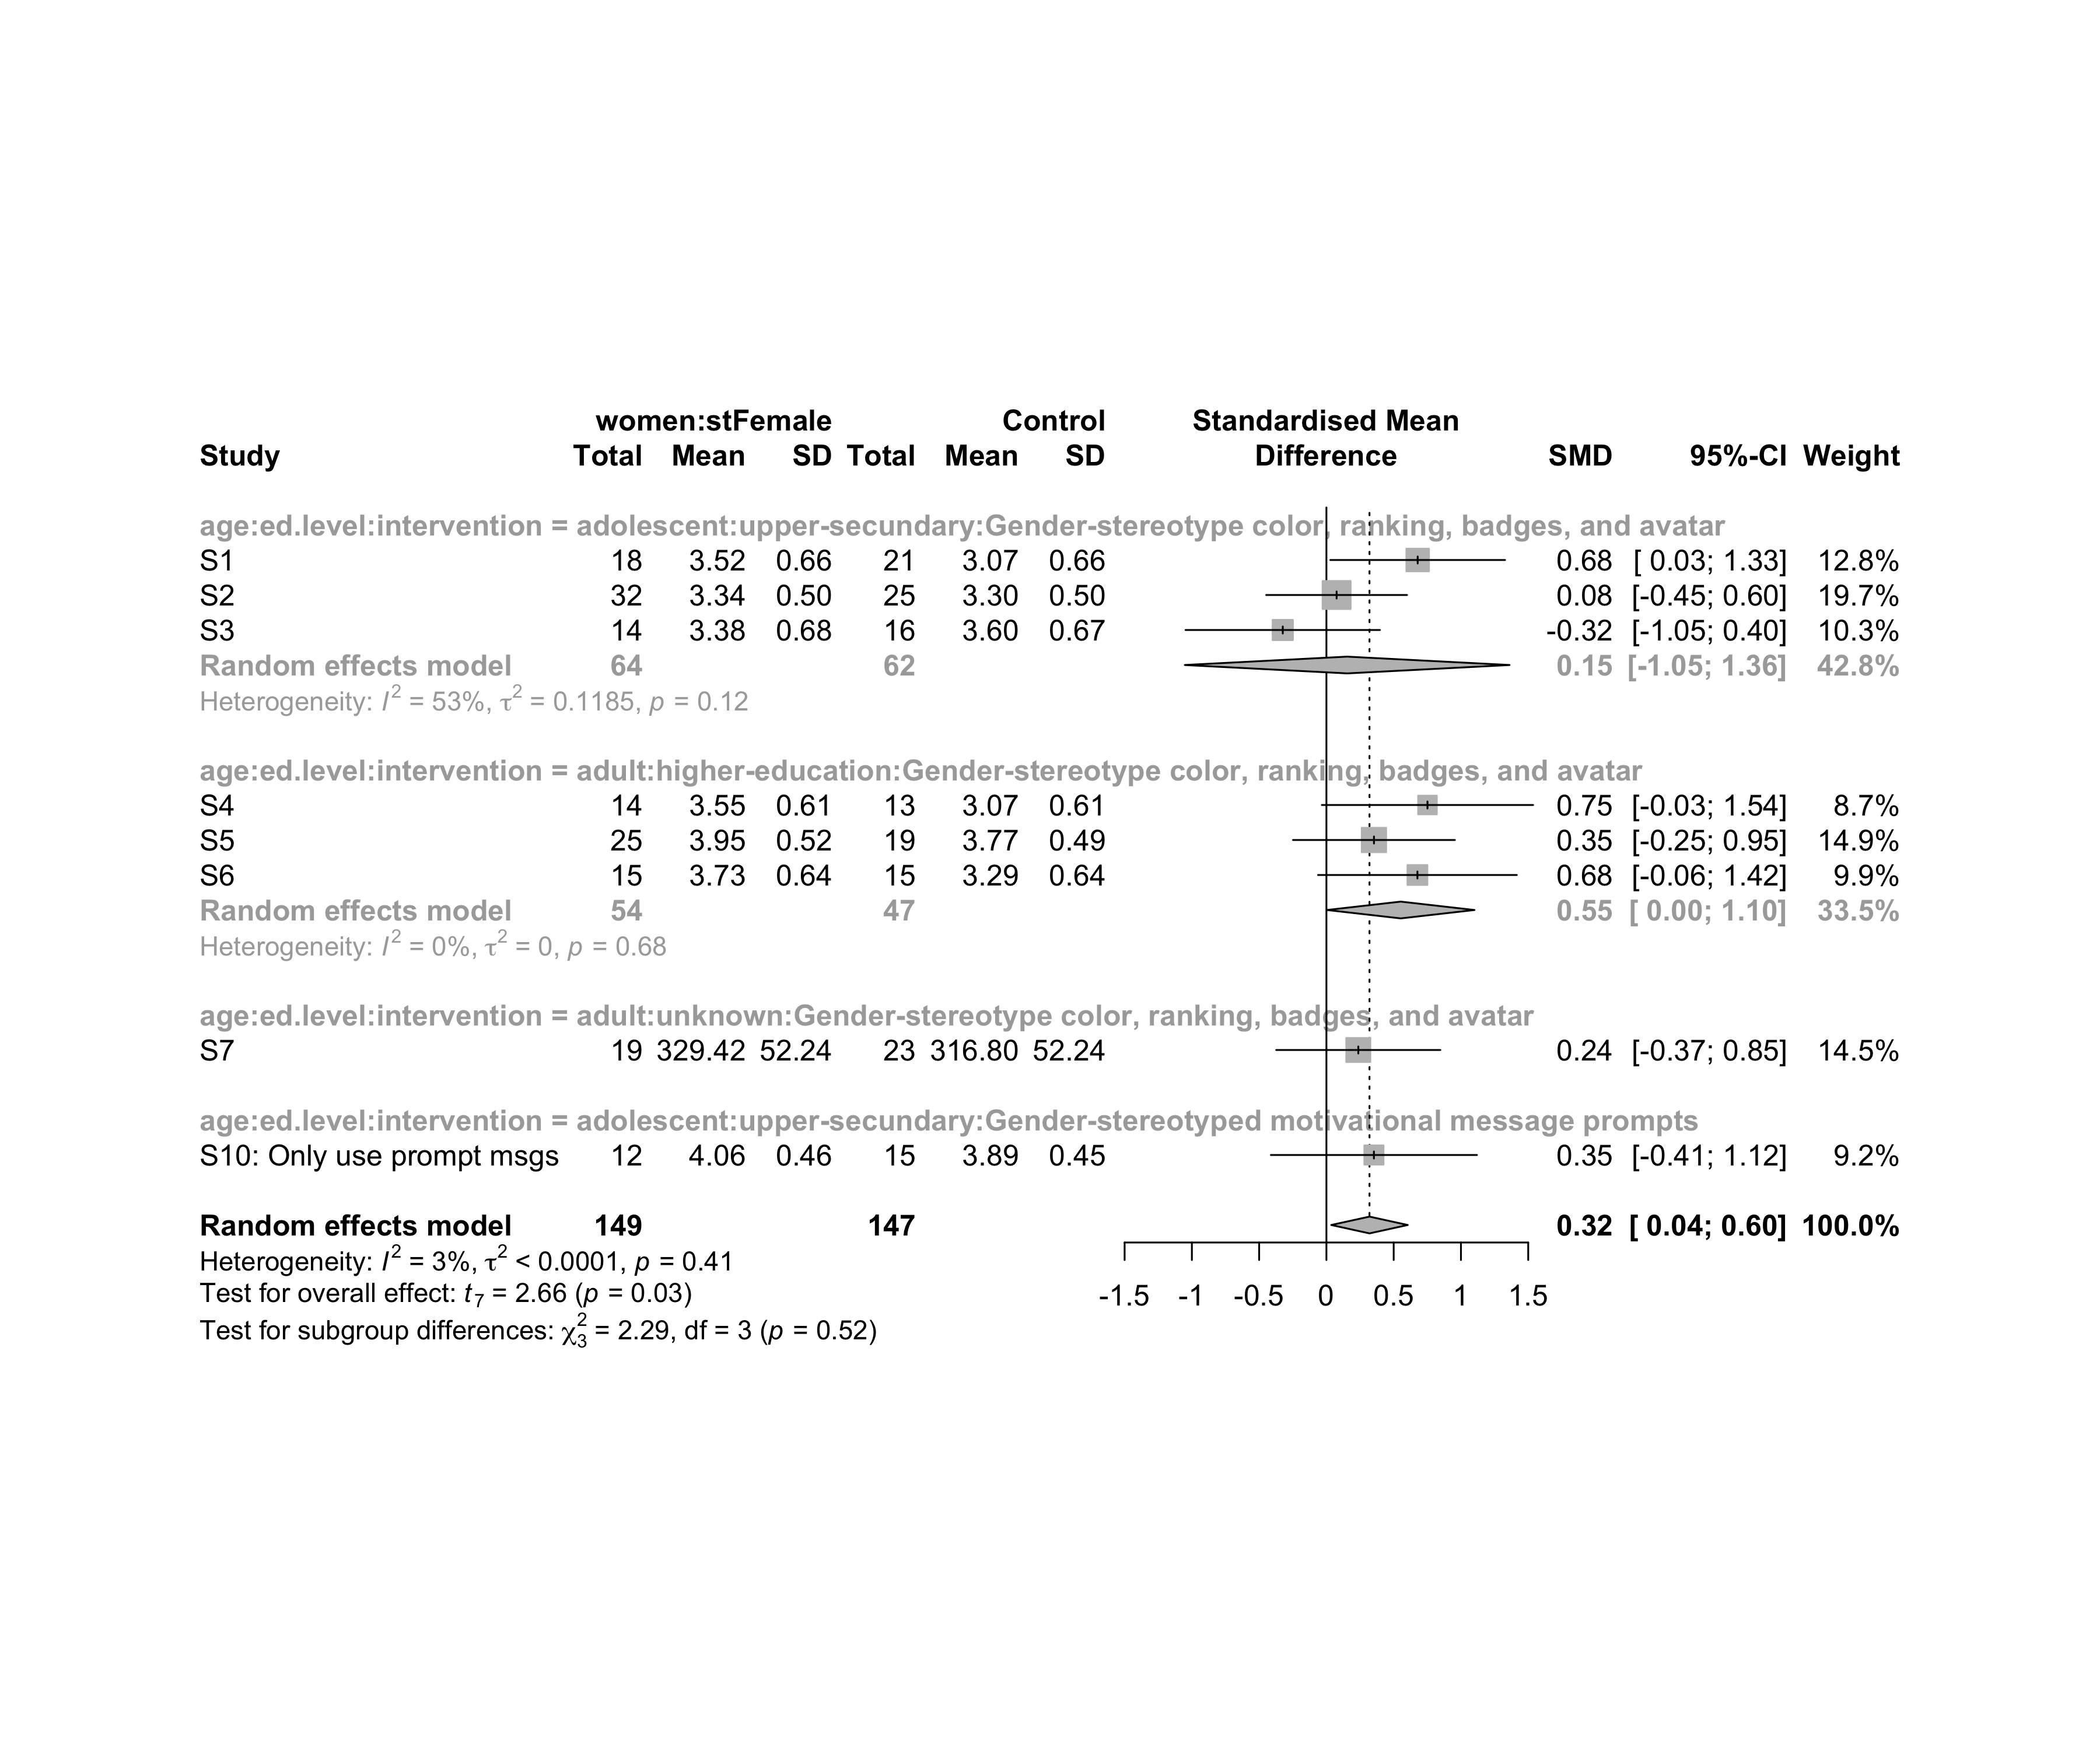 women:stFemale Control Standardised Mean
Study Total Mean SD Total Mean SD Difference SMD 95%-CI Weight
age:ed.level:intervention = adolescent:upper-secundary:Gender-stereotype color, ranking, badges, and avatar
S1 18 3.52 0.66 21 3.07 0.66 0.68 [ 0.03; 1.33] 12.8%
S2 32 3.34 0.50 25 3.30 0.50 0.08 [-0.45; 0.60] 19.7%
S3 14 3.38 0.68 16 3.60 0.67 -0.32 [-1.05; 0.40] 10.3%
Random effects model 64 62 0.15 [-1.05; 1.36] 42.8%
Heterogeneity: I² = 53%, τ² = 0.1185, p = 0.12
age:ed.level:intervention = adult:higher-education:Gender-stereotype color, ranking, badges, and avatar
S4 14 3.55 0.61 13 3.07 0.61 0.75 [-0.03; 1.54] 8.7%
S5 25 3.95 0.52 19 3.77 0.49 0.35 [-0.25; 0.95] 14.9%
S6 15 3.73 0.64 15 3.29 0.64 0.68 [-0.06; 1.42] 9.9%
Random effects model 54 47 0.55 [ 0.00; 1.10] 33.5%
Heterogeneity: I² = 0%, τ² = 0, p = 0.68
age:ed.level:intervention = adult:unknown:Gender-stereotype color, ranking, badges, and avatar
S7 19 329.42 52.24 23 316.80 52.24 0.24 [-0.37; 0.85] 14.5%
age:ed.level:intervention = adolescent:upper-secundary:Gender-stereotyped motivational message prompts
S10: Only use prompt msgs 12 4.06 0.46 15 3.89 0.45 0.35 [-0.41; 1.12] 9.2%
Random effects model 149 147 0.32 [ 0.04; 0.60] 100.0%
Heterogeneity: I² = 3%, τ² < 0.0001, p = 0.41
Test for overall effect: t₇ = 2.66 (p = 0.03)
-1.5 -1 -0.5 0 0.5 1 1.5
Test for subgroup differences: χ²₃ = 2.29, df = 3 (p = 0.52)